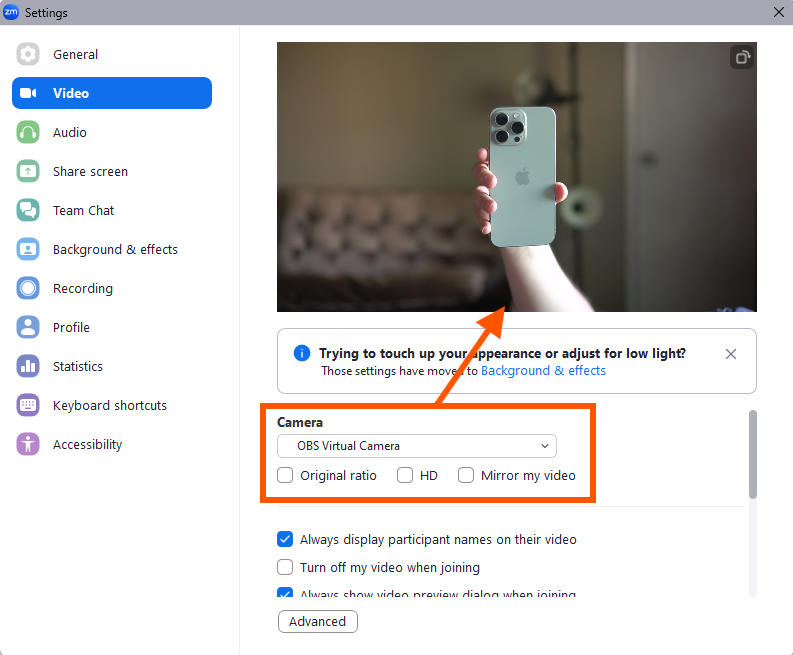 zm Settings
General
Video
Audio
Share screen
Team Chat
Background & effects
Recording
Profile
Statistics
Keyboard shortcuts
Accessibility
Trying to touch up your appearance or adjust for low light?
Those settings have moved to Background & effects
Camera
OBS Virtual Camera
Original ratio HD Mirror my video
Always display participant names on their video
Turn off my video when joining
Always show video preview dialog when joining
Advanced